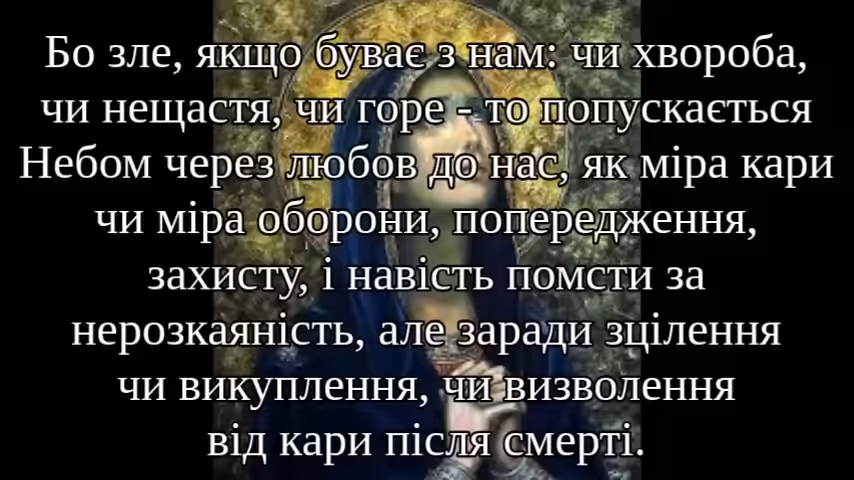 Бо зле, якщо буває з нам: чи хвороба,
чи нещастя, чи горе - то попускається
Небом через любов до нас, як міра кари
чи міра оборони, попередження,
захисту, і навість помсти за
нерозкаяність, але заради зцілення
чи викуплення, чи визволення
від кари після смерті.